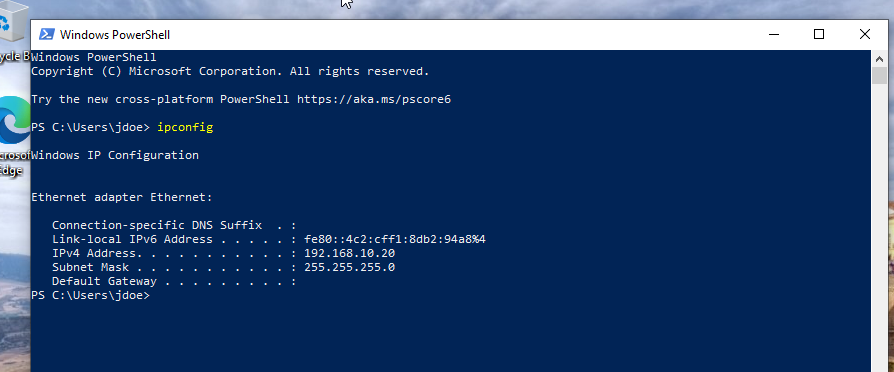 Windows PowerShell
Windows PowerShell
Copyright (C) Microsoft Corporation. All rights reserved.
Try the new cross-platform PowerShell https://aka.ms/pscore6
PS C:\Users\jdoe> ipconfig
Windows IP Configuration
Ethernet adapter Ethernet:
Connection-specific DNS Suffix . :
Link-local IPv6 Address . . . . . : fe80::4c2:cff1:8db2:94a8%4
IPv4 Address. . . . . . . . . . . : 192.168.10.20
Subnet Mask . . . . . . . . . . . : 255.255.255.0
Default Gateway . . . . . . . . . :
PS C:\Users\jdoe>
ycle B
crosof
Edge